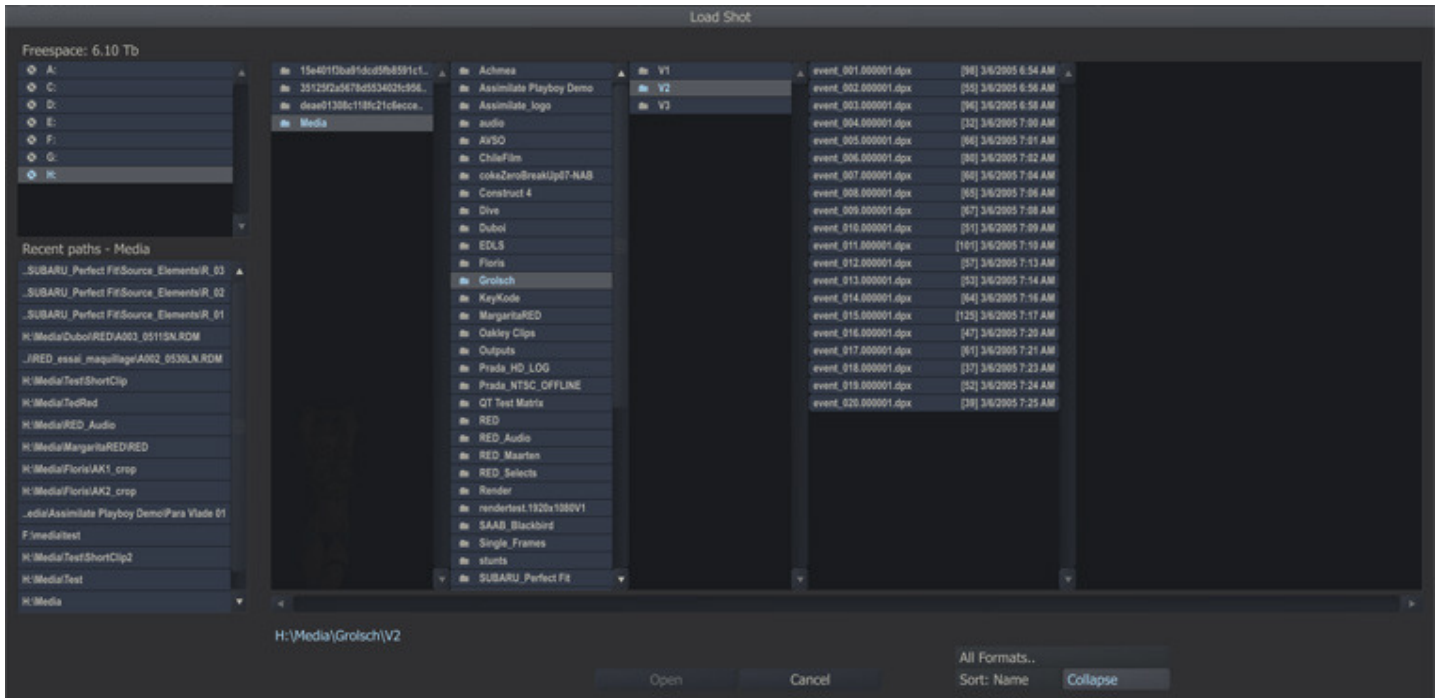 Load Shot
Freespace: 6.10 Tb
A:
C:
D:
E:
F:
G:
H:
Recent paths - Media
..SUBARU_Perfect Fit\Source_Elements\R_03
..SUBARU_Perfect Fit\Source_Elements\R_02
..SUBARU_Perfect Fit\Source_Elements\R_01
H:\Media\Duboi\RED\A003_0511SN.RDM
../RED_essai_maquillage\A002_0530LN.RDM
H:\Media\Test\ShortClip
H:\Media\TedRed
H:\Media\RED_Audio
H:\Media\MargaritaRED\RED
H:\Media\Floris\AK1_crop
H:\Media\Floris\AK2_crop
..edia\Assimilate Playboy Demo\Para Vlade 01
F:\media\test
H:\Media\Test\ShortClip2
H:\Media\Test
H:\Media
Media
Achmea
Assimilate Playboy Demo
Assimilate_logo
audio
AVSO
ChileFilm
cokeZeroBreakUp07-NAB
Construct 4
Dive
Duboi
EDLS
Floris
Grolsch
KeyKode
MargaritaRED
Oakley Clips
Outputs
Prada_HD_LOG
Prada_NTSC_OFFLINE
QT Test Matrix
RED
RED_Audio
RED_Maarten
RED_Selects
Render
rendertest.1920x1080V1
SAAB_Blackbird
Single_Frames
stunts
SUBARU_Perfect Fit
V1
V2
V3
event_001.000001.dpx [98] 3/6/2005 6:54 AM
event_002.000001.dpx [55] 3/6/2005 6:56 AM
event_003.000001.dpx [96] 3/6/2005 6:58 AM
event_004.000001.dpx [32] 3/6/2005 7:00 AM
event_005.000001.dpx [66] 3/6/2005 7:01 AM
event_006.000001.dpx [80] 3/6/2005 7:02 AM
event_007.000001.dpx [60] 3/6/2005 7:04 AM
event_008.000001.dpx [65] 3/6/2005 7:06 AM
event_009.000001.dpx [67] 3/6/2005 7:08 AM
event_010.000001.dpx [51] 3/6/2005 7:09 AM
event_011.000001.dpx [101] 3/6/2005 7:10 AM
event_012.000001.dpx [57] 3/6/2005 7:13 AM
event_013.000001.dpx [53] 3/6/2005 7:14 AM
event_014.000001.dpx [64] 3/6/2005 7:16 AM
event_015.000001.dpx [125] 3/6/2005 7:17 AM
event_016.000001.dpx [47] 3/6/2005 7:20 AM
event_017.000001.dpx [61] 3/6/2005 7:21 AM
event_018.000001.dpx [37] 3/6/2005 7:23 AM
event_019.000001.dpx [52] 3/6/2005 7:24 AM
event_020.000001.dpx [39] 3/6/2005 7:25 AM
H:\Media\Grolsch\V2
All Formats..
Open
Cancel
Sort: Name
Collapse